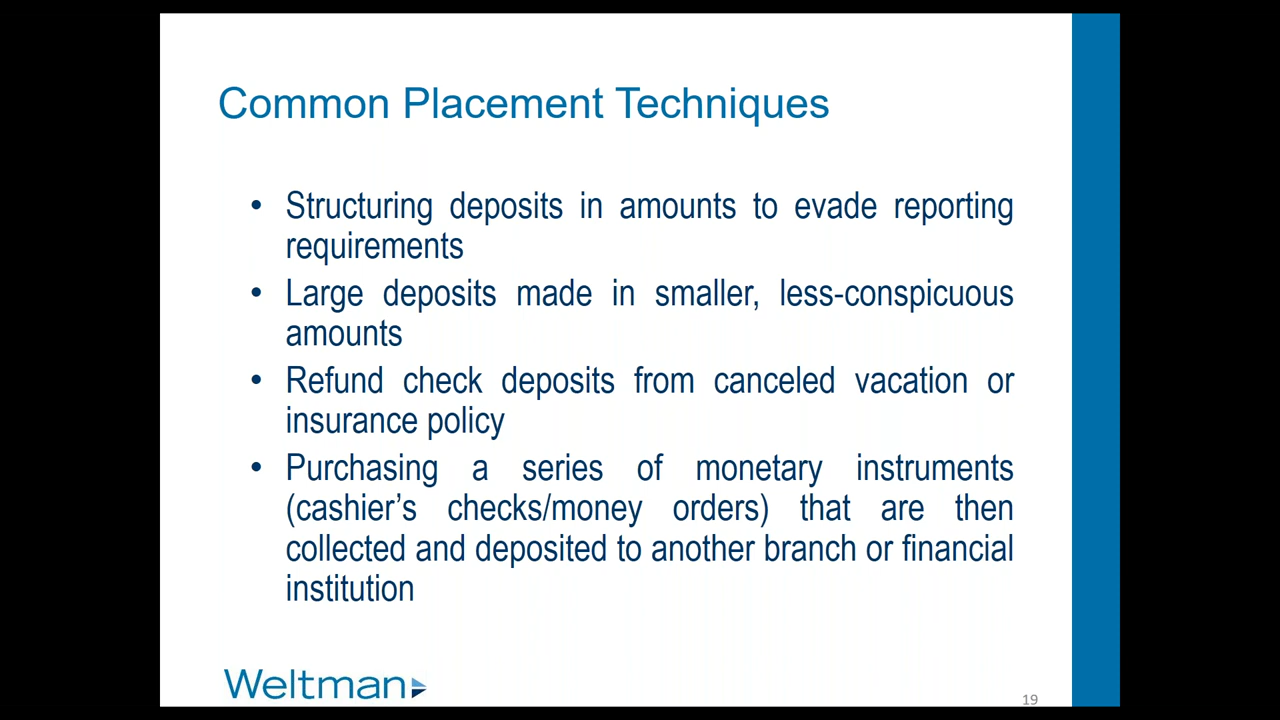 Common Placement Techniques
• Structuring deposits in amounts to evade reporting
requirements
• Large deposits made in smaller, less-conspicuous
amounts
• Refund check deposits from canceled vacation or
insurance policy
• Purchasing a series of monetary instruments
(cashier’s checks/money orders) that are then
collected and deposited to another branch or financial
institution
Weltman
19